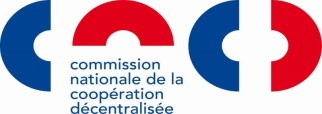 commission
nationale de la
coopération
décentralisée